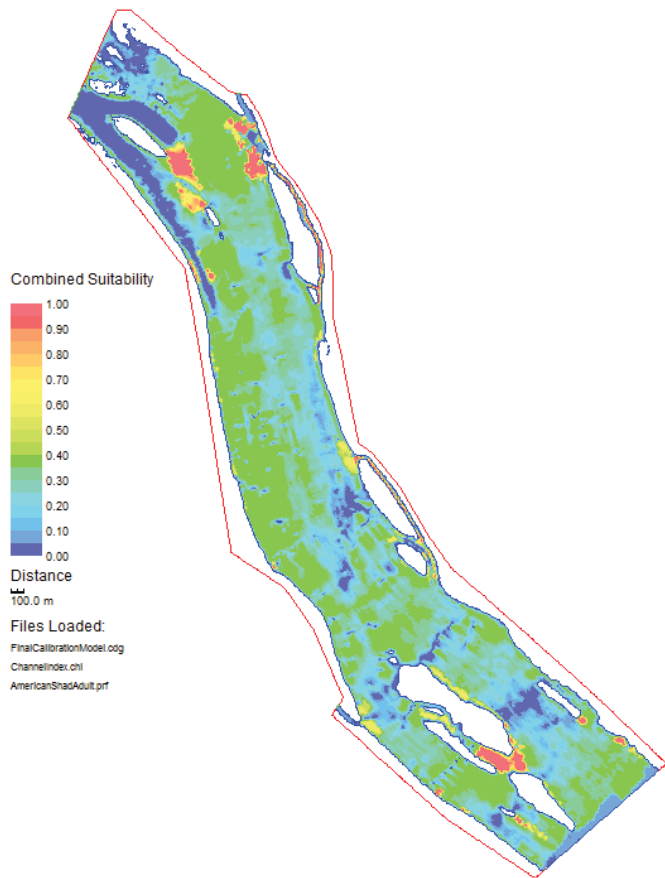 Combined Suitability
1.00
0.90
0.80
0.70
0.60
0.50
0.40
0.30
0.20
0.10
0.00
Distance
100.0 m
Files Loaded:
FinalCalibrationModel.cdg
ChannelIndex.chi
AmericanShadAdult.prf